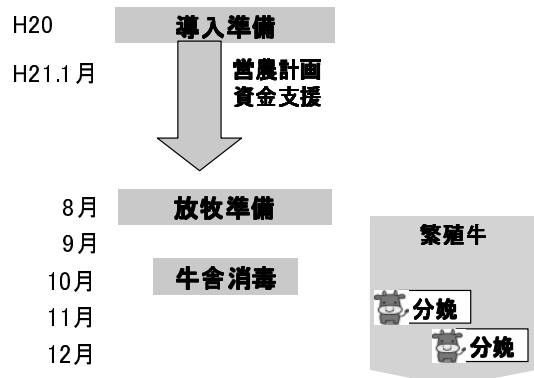 H20
導入準備
H21.1月
営農計画
資金支援
8月
放牧準備
9月
繁殖牛
10月
牛舎消毒
11月
分娩
12月
分娩